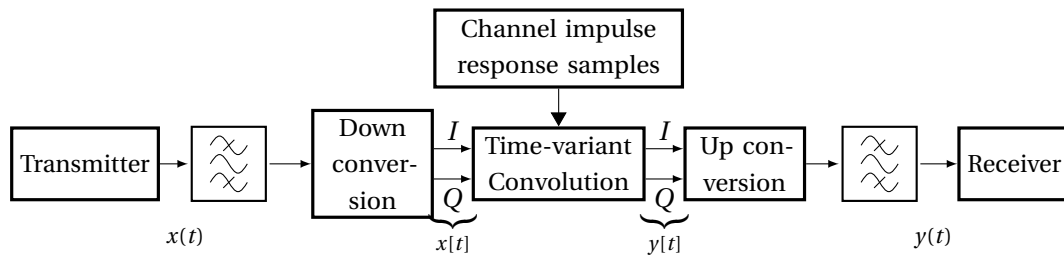 Channel impulse
response samples
Transmitter
Down
conver-
sion
I
Q
Time-variant
Convolution
I
Q
Up con-
version
Receiver
x(t)
x[t]
y[t]
y(t)